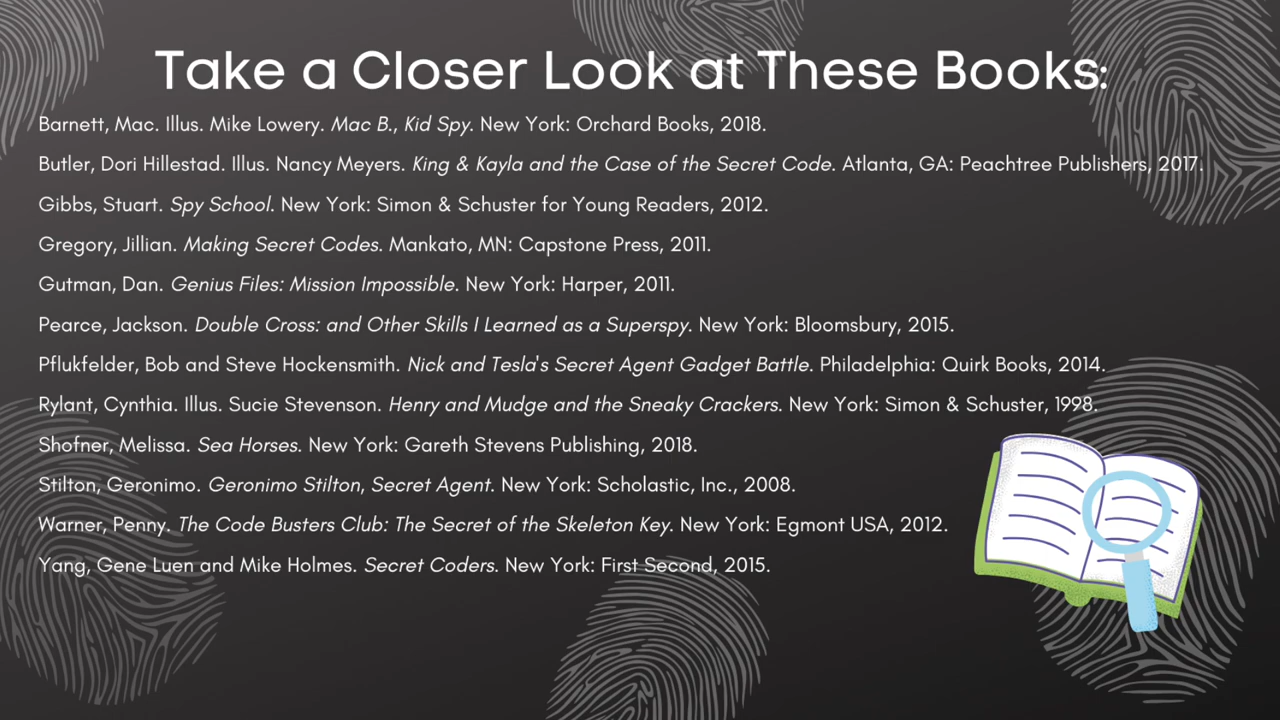 Take a Closer Look at These Books:
Barnett, Mac. Illus. Mike Lowery. Mac B., Kid Spy. New York: Orchard Books, 2018.
Butler, Dori Hillestad. Illus. Nancy Meyers. King & Kayla and the Case of the Secret Code. Atlanta, GA: Peachtree Publishers, 2017.
Gibbs, Stuart. Spy School. New York: Simon & Schuster for Young Readers, 2012.
Gregory, Jillian. Making Secret Codes. Mankato, MN: Capstone Press, 2011.
Gutman, Dan. Genius Files: Mission Impossible. New York: Harper, 2011.
Pearce, Jackson. Double Cross: and Other Skills I Learned as a Superspy. New York: Bloomsbury, 2015.
Pflukfelder, Bob and Steve Hockensmith. Nick and Tesla's Secret Agent Gadget Battle. Philadelphia: Quirk Books, 2014.
Rylant, Cynthia. Illus. Sucie Stevenson. Henry and Mudge and the Sneaky Crackers. New York: Simon & Schuster, 1998.
Shofner, Melissa. Sea Horses. New York: Gareth Stevens Publishing, 2018.
Stilton, Geronimo. Geronimo Stilton, Secret Agent. New York: Scholastic, Inc., 2008.
Warner, Penny. The Code Busters Club: The Secret of the Skeleton Key. New York: Egmont USA, 2012.
Yang, Gene Luen and Mike Holmes. Secret Coders. New York: First Second, 2015.